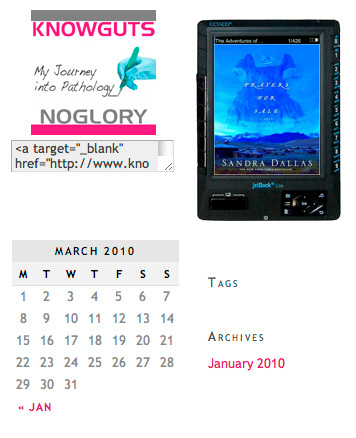 KNOWGUTS
My Journey
into Pathology
NOGLORY
<a target="_blank"
href="http://www.kno
ECTACO®
The Adventures of ... 1/426
PRAYERS
FOR
SALE
SANDRA DALLAS
jetBook® Lite
MARCH 2010
M T W T F S S
1 2 3 4 5 6 7
8 9 10 11 12 13 14
15 16 17 18 19 20 21
22 23 24 25 26 27 28
29 30 31
« JAN
TAGS
ARCHIVES
January 2010